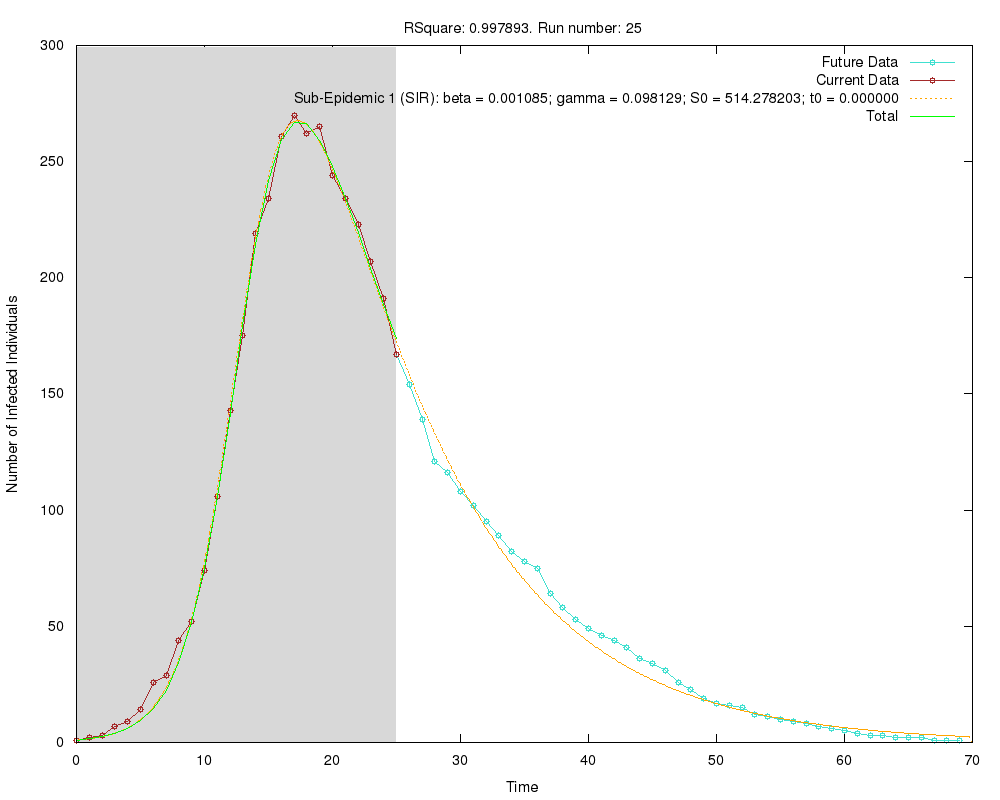 RSquare: 0.997893. Run number: 25
Future Data
Current Data
Sub-Epidemic 1 (SIR): beta = 0.001085; gamma = 0.098129; S0 = 514.278203; t0 = 0.000000
Total
300
250
200
150
100
50
0
Number of Infected Individuals
0 10 20 30 40 50 60 70
Time